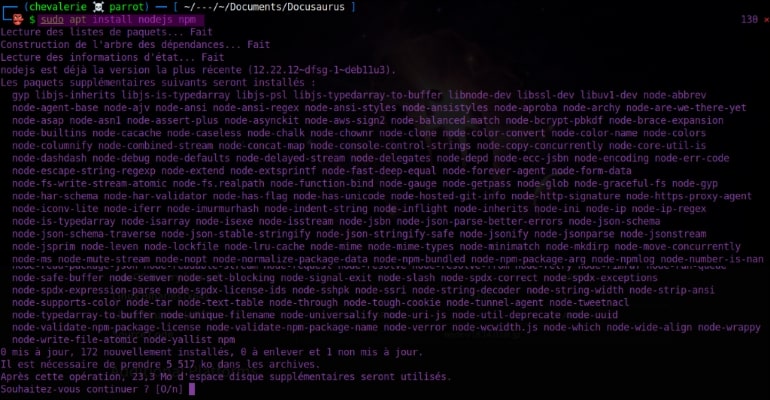 (chevalerie ☠ parrot) — [ ~/---/~/Documents/Docusaurus ]
$ sudo apt install nodejs npm 130 ×
Lecture des listes de paquets... Fait
Construction de l'arbre des dépendances... Fait
Lecture des informations d'état... Fait
nodejs est déjà la version la plus récente (12.22.12~dfsg-1~deb11u3).
Les paquets supplémentaires suivants seront installés :
gyp libjs-inherits libjs-is-typedarray libjs-psl libjs-typedarray-to-buffer libnode-dev libssl-dev libuv1-dev node-abbrev
node-agent-base node-ajv node-ansi node-ansi-regex node-ansi-styles node-ansistyles node-aproba node-archy node-are-we-there-yet
node-asap node-asn1 node-assert-plus node-asynckit node-aws-sign2 node-balanced-match node-bcrypt-pbkdf node-brace-expansion
node-builtins node-cacache node-caseless node-chalk node-chownr node-clone node-color-convert node-color-name node-colors
node-columnify node-combined-stream node-concat-map node-console-control-strings node-copy-concurrently node-core-util-is
node-dashdash node-debug node-defaults node-delayed-stream node-delegates node-depd node-ecc-jsbn node-encoding node-err-code
node-escape-string-regexp node-extend node-extsprintf node-fast-deep-equal node-forever-agent node-form-data
node-fs-write-stream-atomic node-fs.realpath node-function-bind node-gauge node-getpass node-glob node-graceful-fs node-gyp
node-har-schema node-har-validator node-has-flag node-has-unicode node-hosted-git-info node-http-signature node-https-proxy-agent
node-iconv-lite node-iferr node-imurmurhash node-indent-string node-inflight node-inherits node-ini node-ip node-ip-regex
node-is-typedarray node-isarray node-isexe node-isstream node-jsbn node-json-parse-better-errors node-json-schema
node-json-schema-traverse node-json-stable-stringify node-json-stringify-safe node-jsonify node-jsonparse node-jsonstream
node-jsprim node-leven node-lockfile node-lru-cache node-mime node-mime-types node-minimatch node-mkdirp node-move-concurrently
node-ms node-mute-stream node-nopt node-normalize-package-data node-npm-bundled node-npm-package-arg node-npmlog node-number-is-nan
node-safe-buffer node-semver node-set-blocking node-signal-exit node-slash node-spdx-correct node-spdx-exceptions
node-spdx-expression-parse node-spdx-license-ids node-sshpk node-ssri node-string-decoder node-string-width node-strip-ansi
node-supports-color node-tar node-text-table node-through node-tough-cookie node-tunnel-agent node-tweetnacl
node-typedarray-to-buffer node-unique-filename node-universalify node-uri-js node-util-deprecate node-uuid
node-validate-npm-package-license node-validate-npm-package-name node-verror node-wcwidth.js node-which node-wide-align node-wrappy
node-write-file-atomic node-yallist npm
0 mis à jour, 172 nouvellement installés, 0 à enlever et 1 non mis à jour.
Il est nécessaire de prendre 5 517 ko dans les archives.
Après cette opération, 23,3 Mo d'espace disque supplémentaires seront utilisés.
Souhaitez-vous continuer ? [O/n]